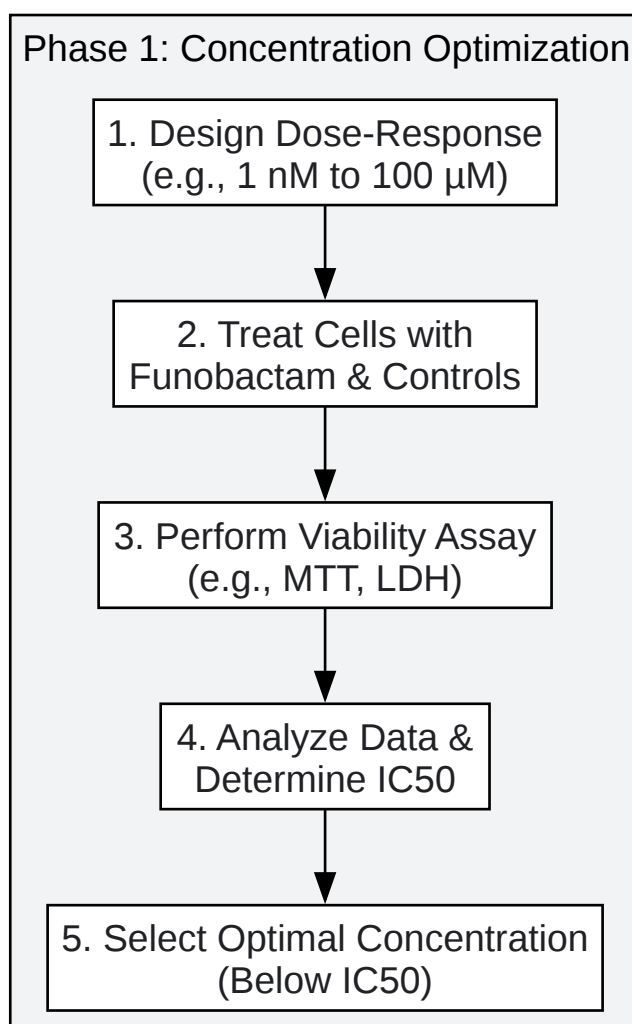 Phase 1: Concentration Optimization
1. Design Dose-Response
(e.g., 1 nM to 100 µM)
2. Treat Cells with
Funobactam & Controls
3. Perform Viability Assay
(e.g., MTT, LDH)
4. Analyze Data &
Determine IC50
5. Select Optimal Concentration
(Below IC50)